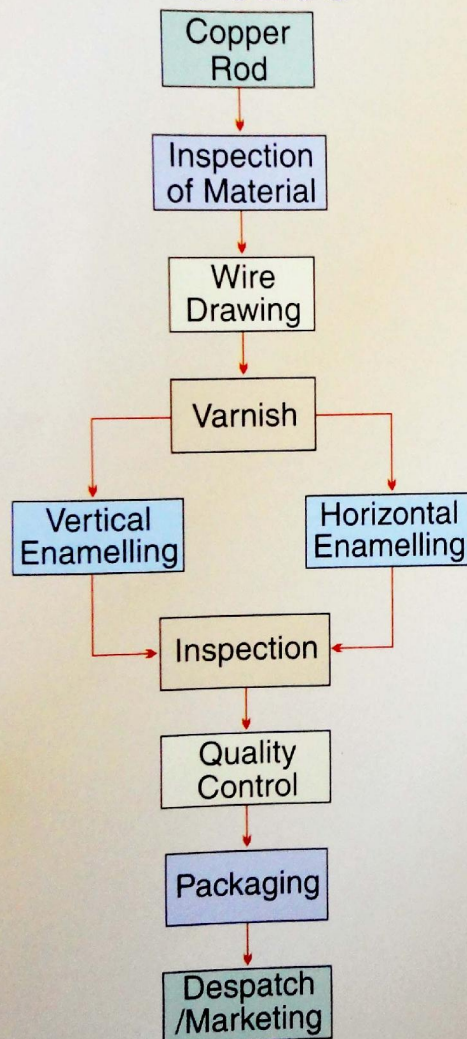 Copper
Rod
Inspection
of Material
Wire
Drawing
Varnish
Vertical
Enamelling
Horizontal
Enamelling
Inspection
Quality
Control
Packaging
Despatch
/Marketing